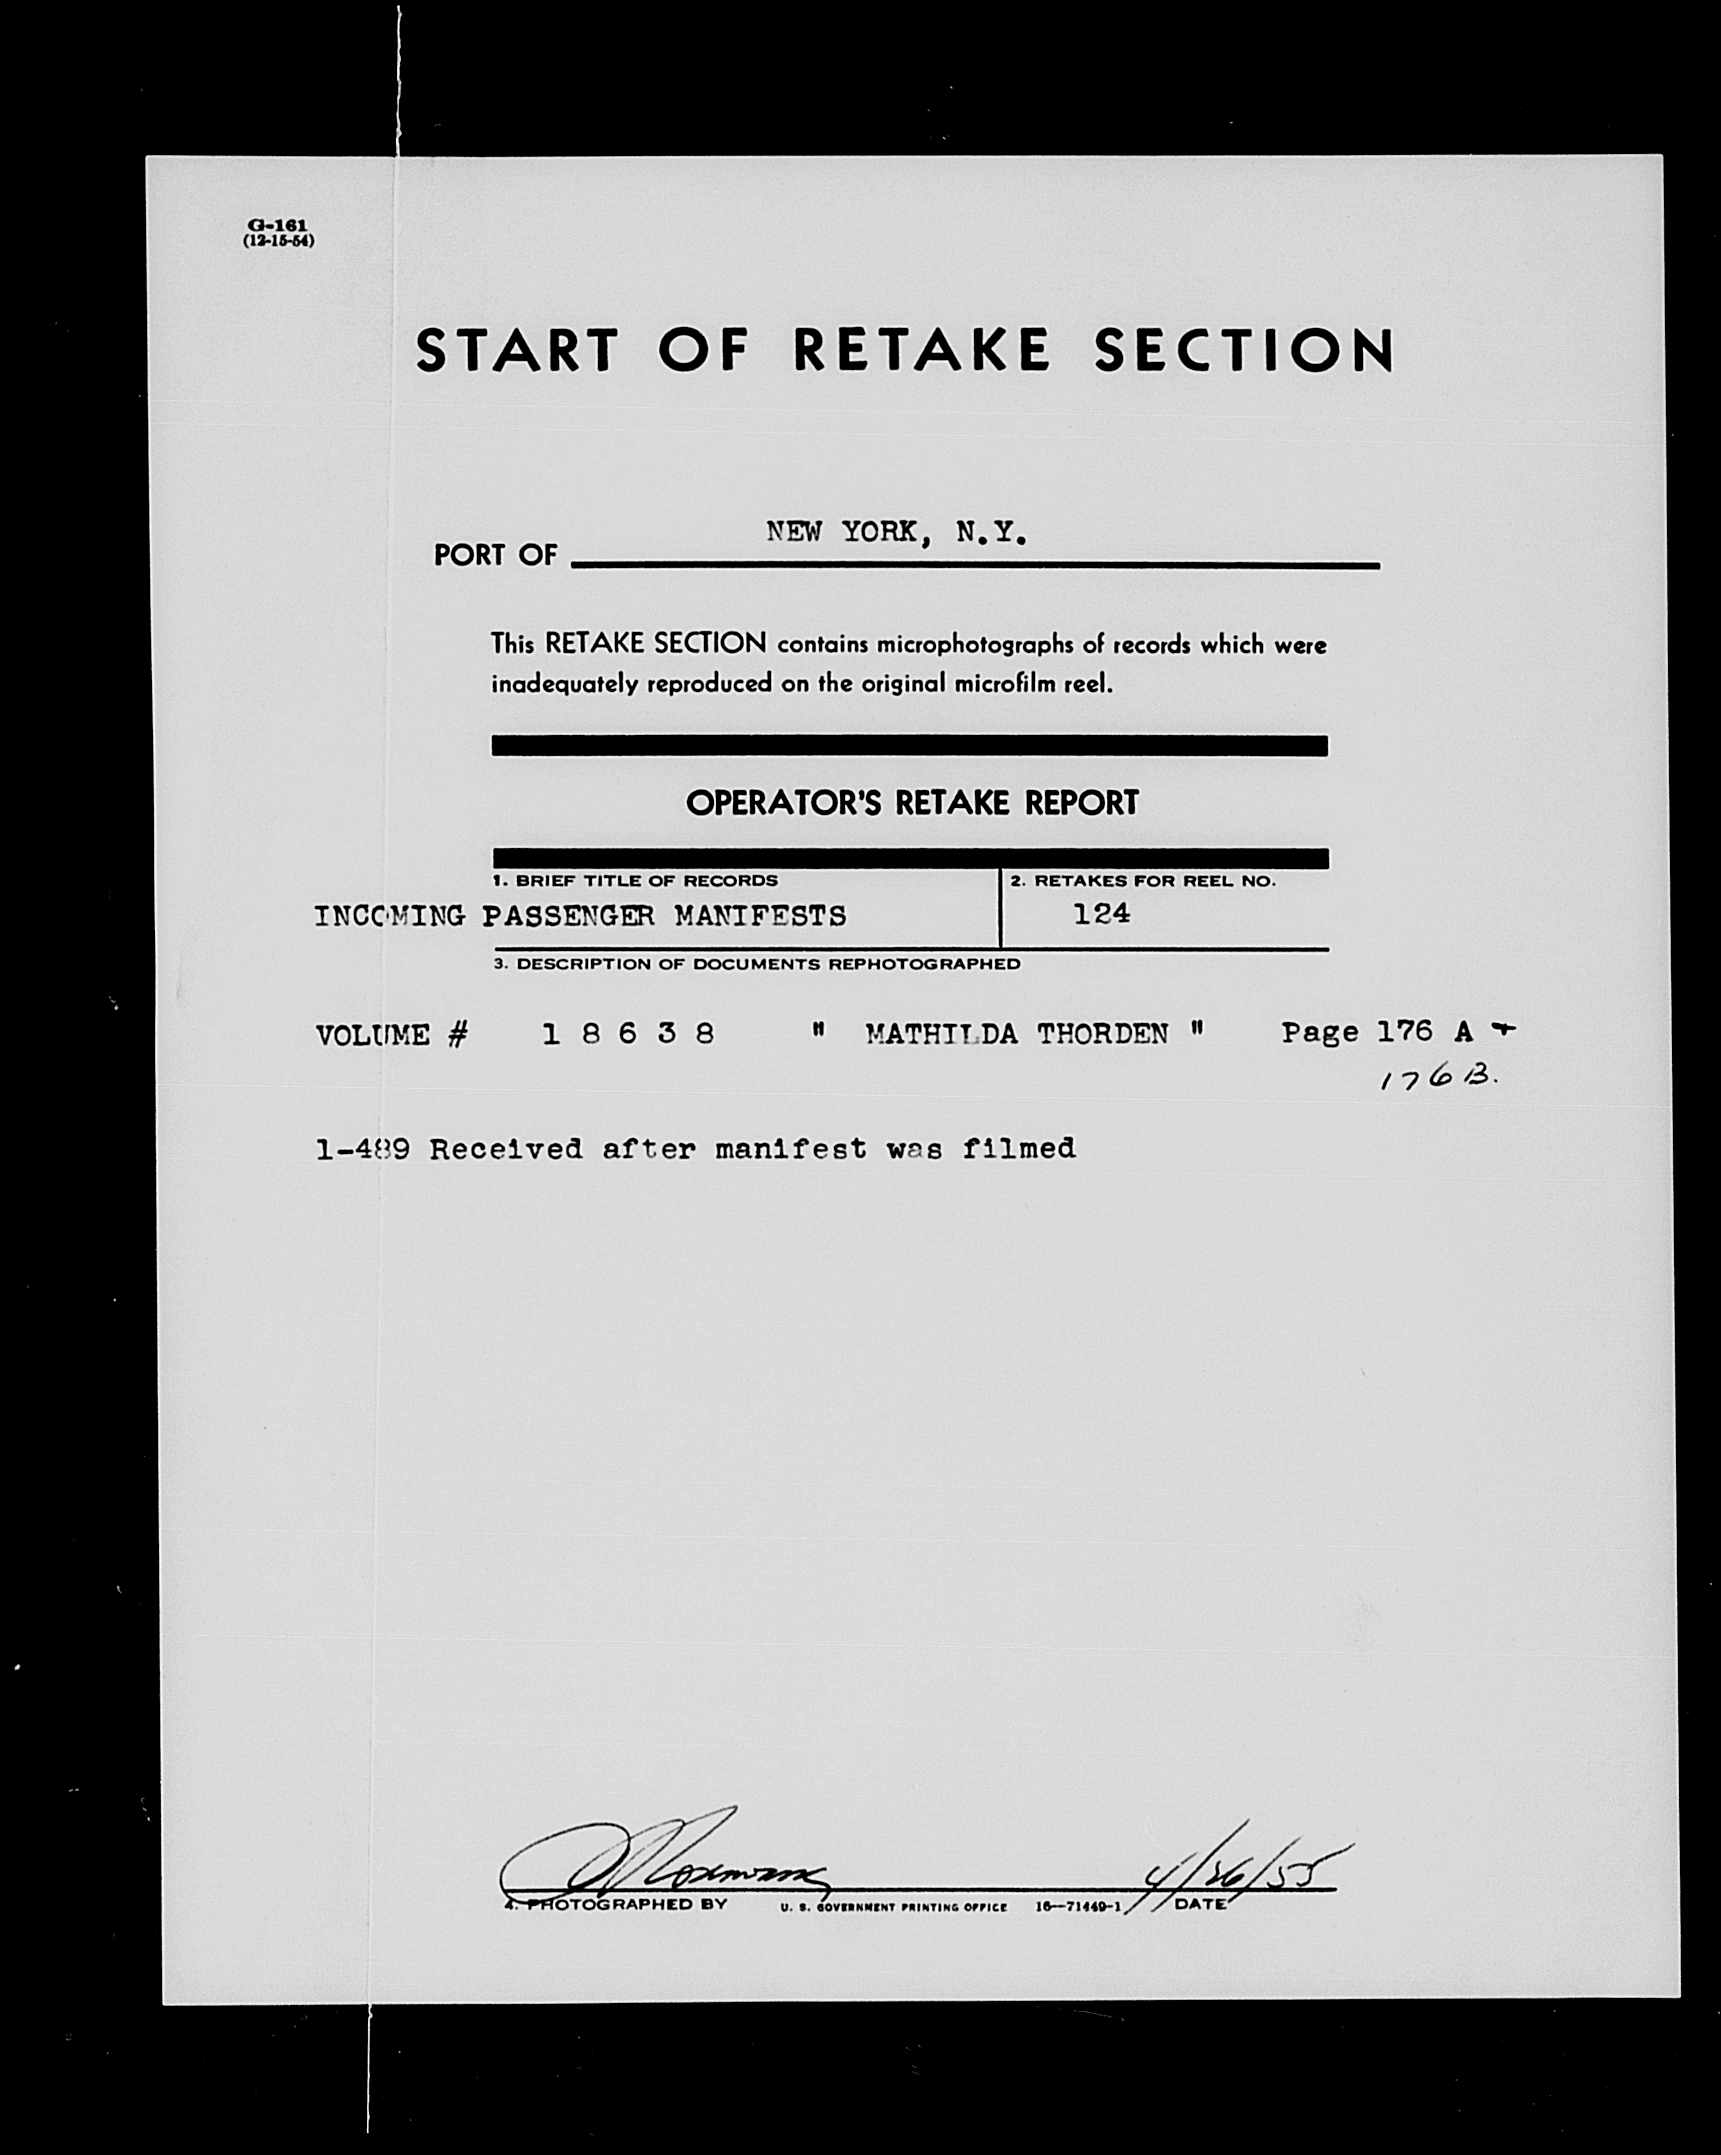 G-161
(12-15-54)
START OF RETAKE SECTION
NEW YORK, N.Y.
PORT OF
This RETAKE SECTION contains microphotographs of records which were
inadequately reproduced on the original microfilm reel.
OPERATOR'S RETAKE REPORT
1. BRIEF TITLE OF RECORDS
2. RETAKES FOR REEL NO.
INCOMING PASSENGER MANIFESTS
124
3. DESCRIPTION OF DOCUMENTS REPHOTOGRAPHED
VOLUME # 1 8 6 3 8 " MATHILDA THORDEN " Page 176 A +
176 B.
1-489 Received after manifest was filmed
4/26/55
4. PHOTOGRAPHED BY
U. S. GOVERNMENT PRINTING OFFICE 16—71449-1
DATE